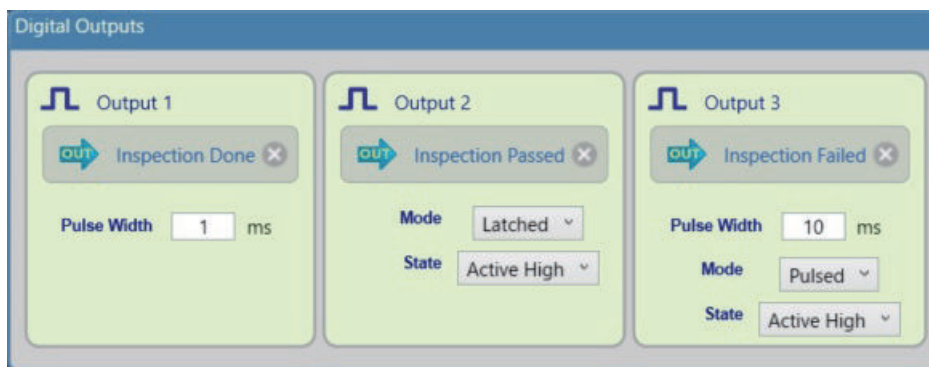 Digital Outputs
Output 1
OUT Inspection Done
Pulse Width 1 ms
Output 2
OUT Inspection Passed
Mode Latched
State Active High
Output 3
OUT Inspection Failed
Pulse Width 10 ms
Mode Pulsed
State Active High